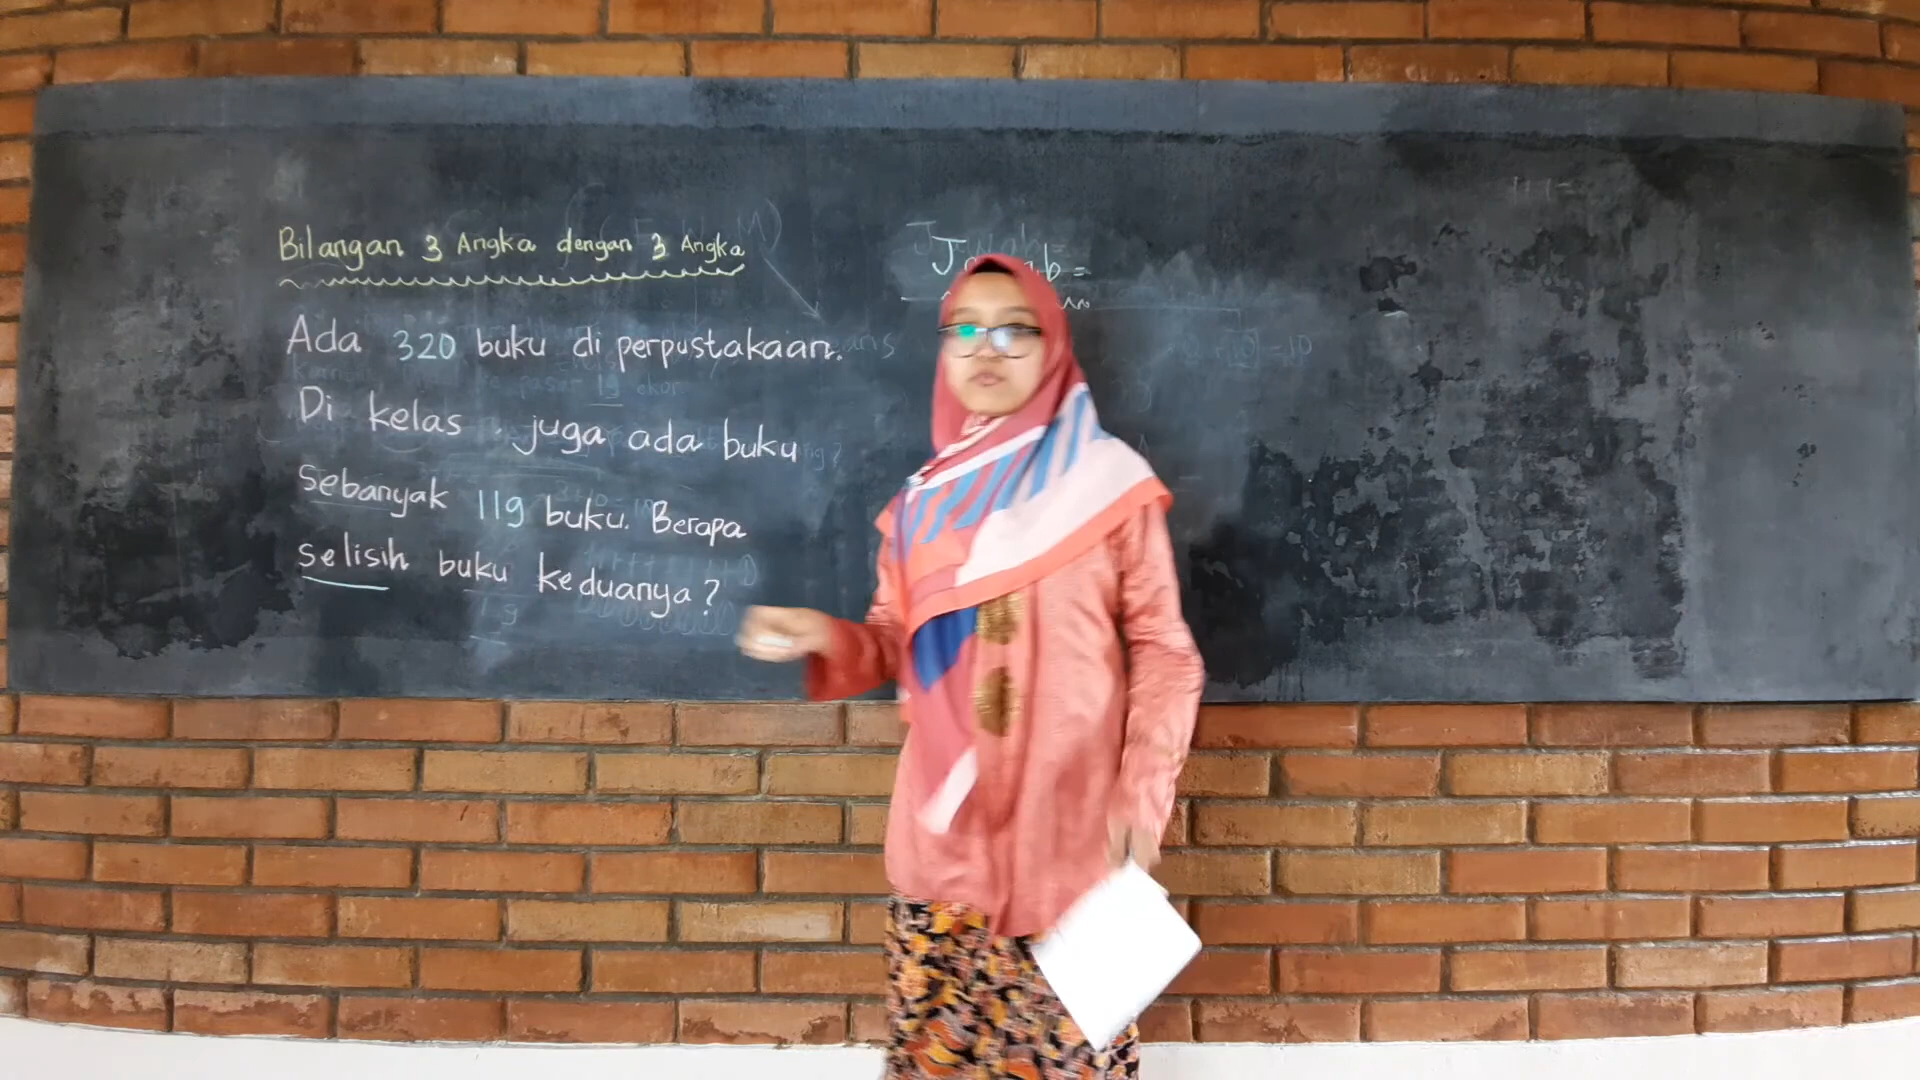 Bilangan 3 Angka dengan 3 Angka
Ada 320 buku di perpustakaan.
Di kelas juga ada buku
sebanyak 119 buku. Berapa
selisih buku keduanya?